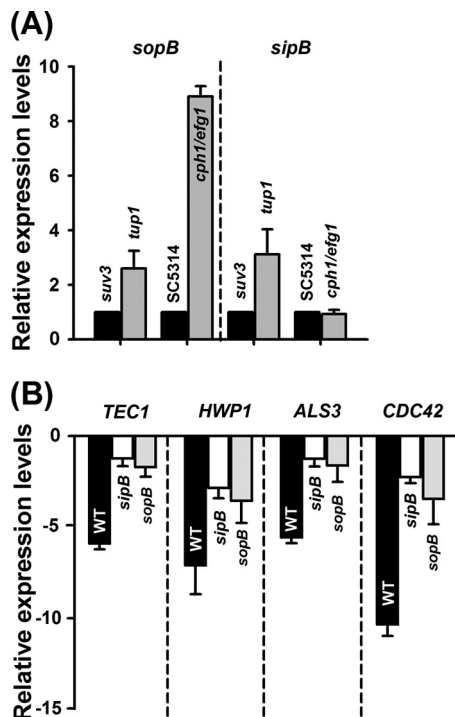 (A)
sopB sipB
Relative expression levels
10
8
6
4
2
0
suv3
tup1
SC5314
cph1/efg1
suv3
tup1
SC5314
cph1/efg1
(B)
TEC1 HWP1 ALS3 CDC42
Relative expression levels
0
-5
-10
-15
WT
sipB
sopB
WT
sipB
sopB
WT
sipB
sopB
WT
sipB
sopB